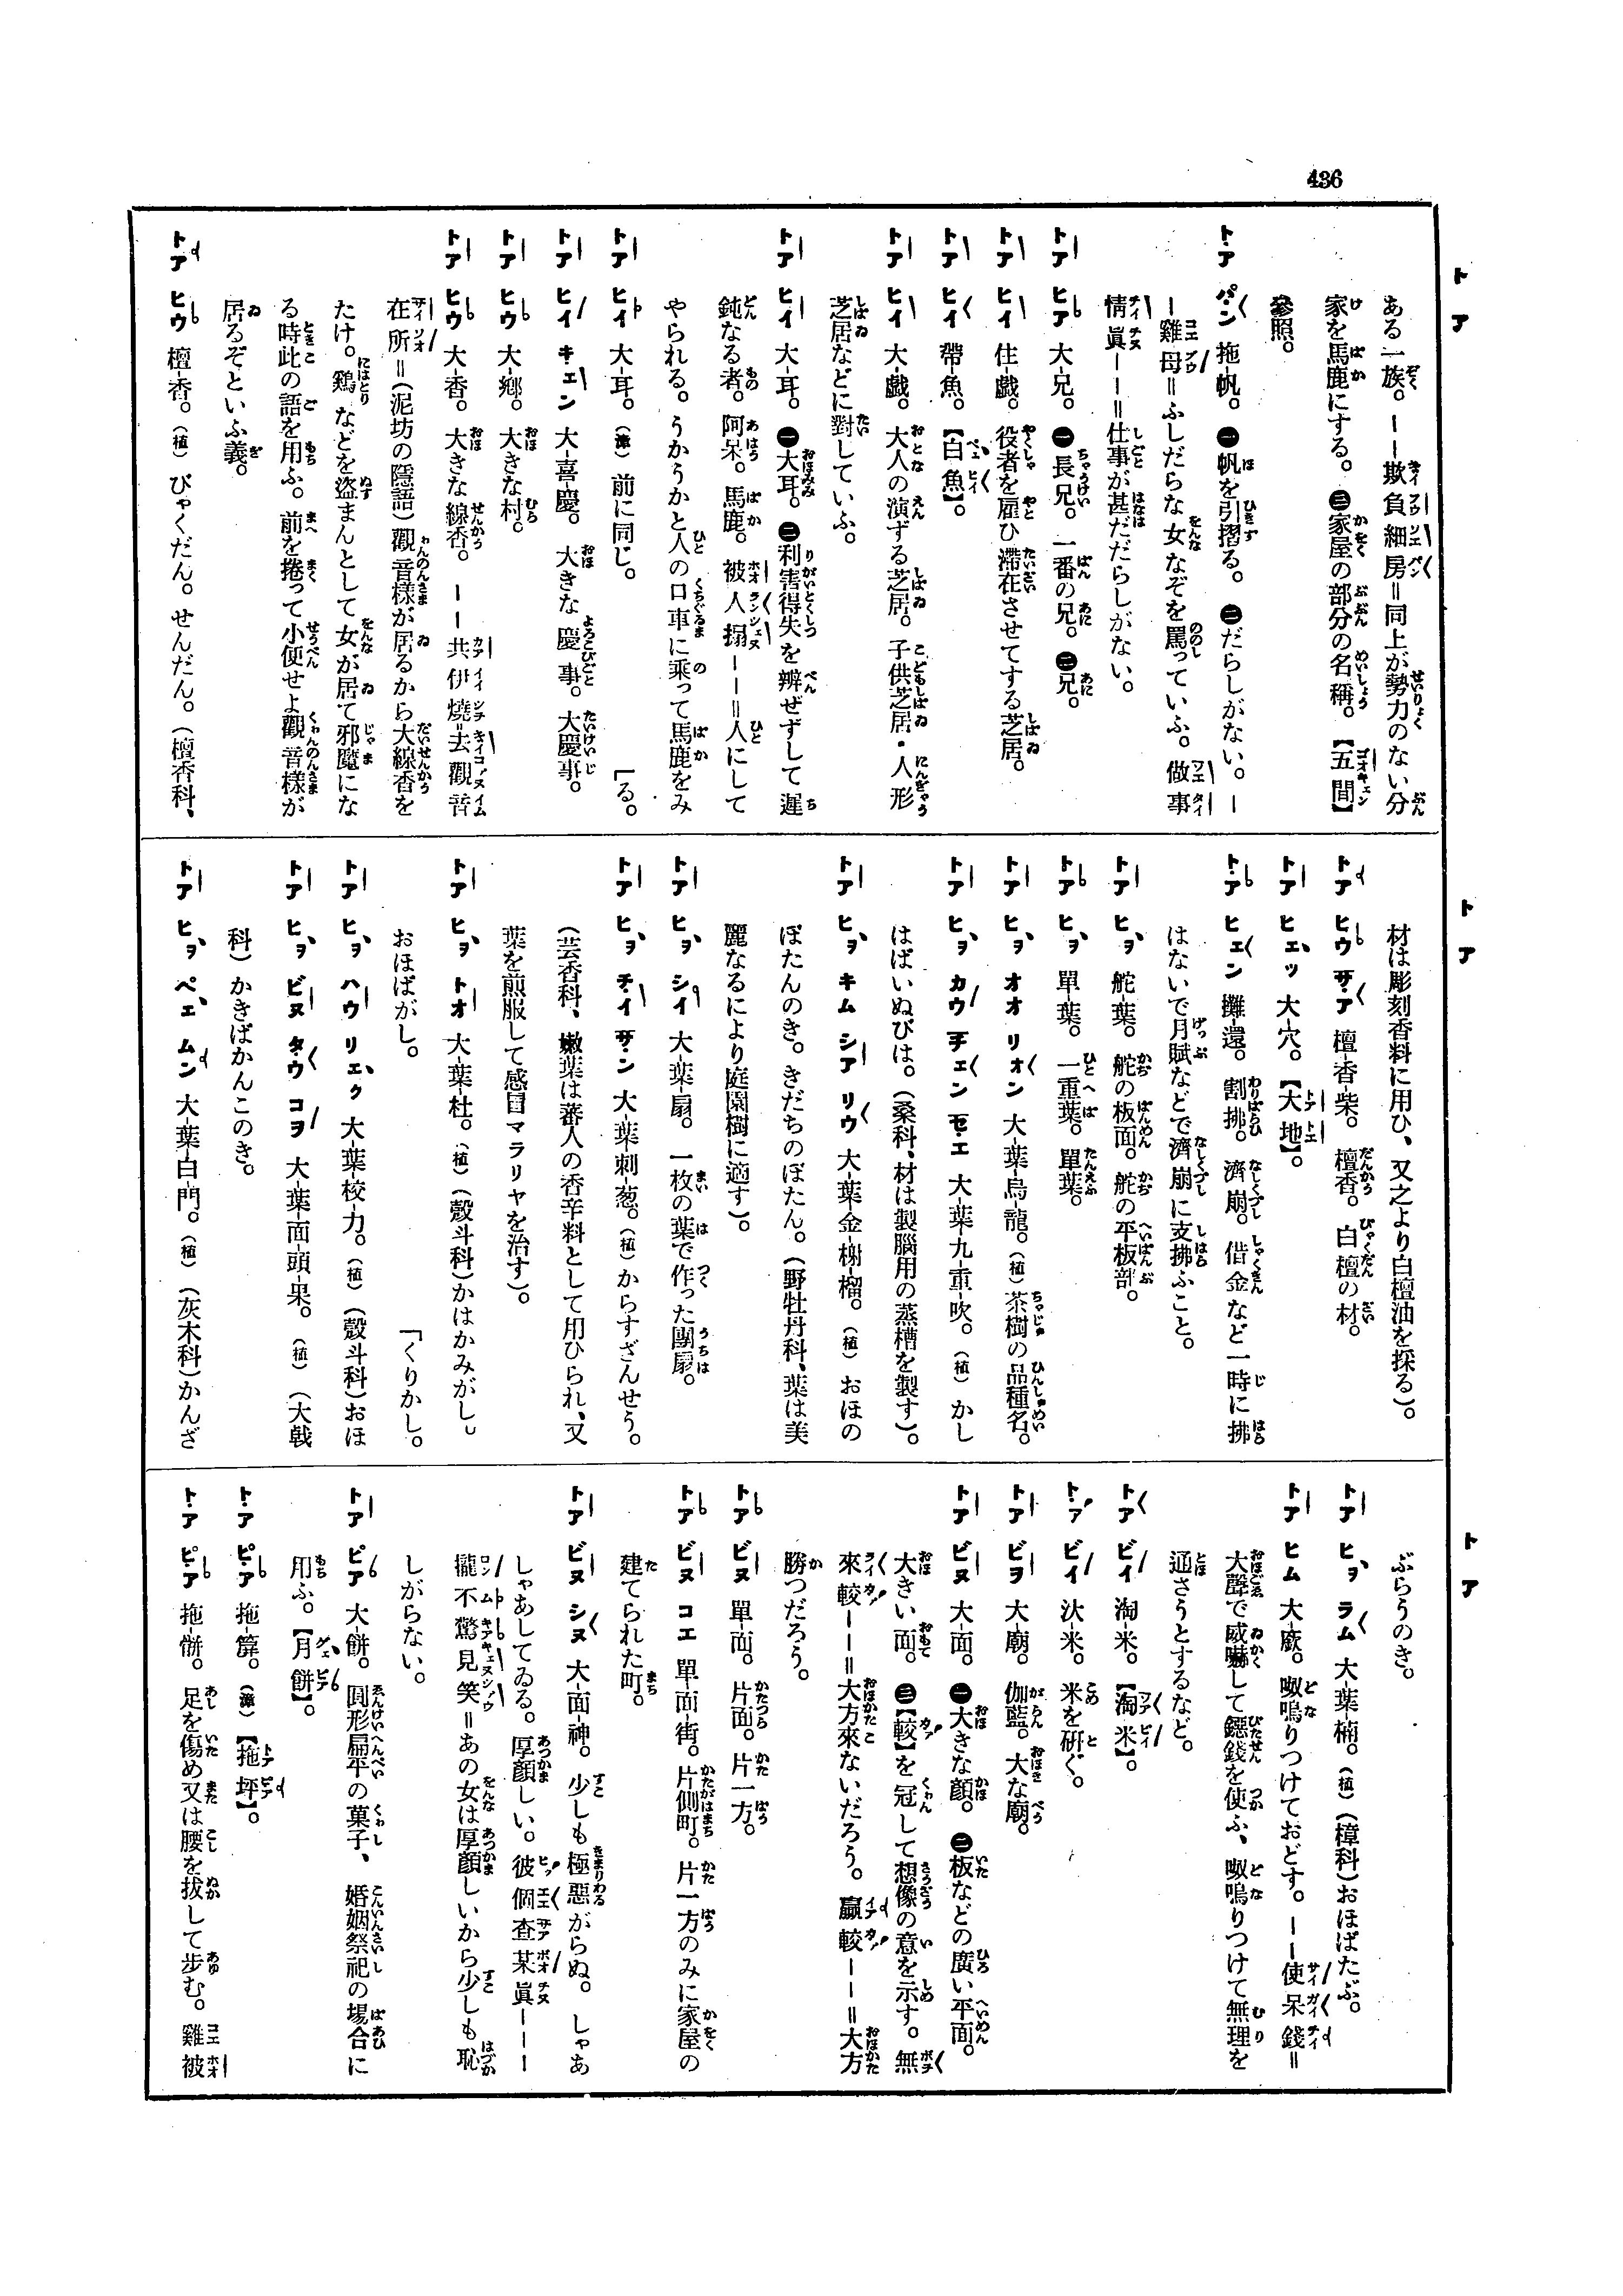 436
トア
ある一族。ーー欺負細房＝同上が勢力のない分
家を馬鹿にする。㊂家屋の部分の名稱。【五間】
參照。
トア パン 拖-帆。㊀帆を引摺る。㊁だらしがない。ー
ー雞母＝ふしだらな女なぞを罵っていふ。做事
情眞ーー＝仕事が甚だだらしがない。
トア ヒア 大-兄。㊀長兄。一番の兄。㊁兄。
トア ヒイ 住-戯。役者を雇ひ滯在させてする芝居。
トア ヒイ 帶-魚。【白魚】。
トア ヒイ 大-戯。大人の演ずる芝居。子供芝居・人形
芝居などに對していふ。
トア ヒイ 大-耳。㊀大耳。㊁利害得失を辨ぜずして遲
鈍なる者。阿呆。馬鹿。被人搦ーー＝人にして
やられる。うかうかと人の口車に乘って馬鹿をみ
「る。
トア ヒイ 大-耳。（漳）前に同じ。
トア ヒイ キェン 大-喜-慶。大きな慶事。大慶事。
トア ヒウ 大-鄕。大きな村。
トア ヒウ 大-香。大きな線香。ーー共伊燒＝去觀音
在所＝（泥坊の隱語）觀音樣が居るから大線香を
たけ。鷄などを盜まんとして女が居て邪魔にな
る時此の語を用ふ。前を捲って小便せよ觀音樣が
居るぞといふ義。
トア ヒウ 檀-香。（植）びゃくだん。せんだん。（檀香科、
トア
材は彫刻香料に用ひ、又之より白檀油を採る）。
トア ヒウ サア 檀-香-柴。檀香。白檀の材。
トア ヒェッ 大-穴。【大地】。
トア ヒェン 攤-還。割拂。濟崩。借金など一時に拂
はないで月賦などで濟崩に支拂ふこと。
トア ヒョ 舵-葉。舵の板面。舵の平板部。
トア ヒョ 單-葉。一重葉。單葉。
トア ヒョ オオ リォン 大-葉-烏-龍。（植）茶樹の品種名。
トア ヒョ カウ チェン モエ 大-葉-九-重-吹。（植）かし
はばいぬびは。（桑科、材は製腦用の蒸槽を製す）。
トア ヒョ キム シア リウ 大-葉-金-榭-榴。（植）おほの
ぼたんのき。きだちのぼたん。（野牡丹科、葉は美
麗なるにより庭園樹に適す）。
トア ヒョ シイ 大-葉-扇。一枚の葉で作った團扇。
トア ヒョ チイ サン 大-葉-刺-葱。（植）からすざんせう。
（芸香科、嫩葉は蕃人の香辛料として用ひられ、又
葉を煎服して感冒マラリヤを治す）。
トア ヒョ トオ 大-葉-杜。（植）（殼斗科）かはかみがし。
おほばがし。
「くりかし。
トア ヒョ ハウ リェク 大-葉-校-力。（植）（殼斗科）おほ
トア ヒョ ビヌ タウ コヲ 大-葉-面-頭-果。（植）（大戟
科）かきばかんこのき。
トア ヒョ ペェ ムン 大-葉-白-門。（植）（灰木科）かんざ
トア
ぶらうのき。
トア ヒョ ラム 大-葉-楠。（植）（樟科）おほばたぶ。
トア ヒム 大-𢊍。呶鳴りつけておどす。ーー使呆錢＝
大聲で威嚇して鐚錢を使ふ、呶鳴りつけて無理を
通さうとするなど。
トア ビイ 淘-米。【淘米】。
トア ビイ 汏-米。米を硏ぐ。
トア ビヲ 大-廟。伽藍。大な廟。
トア ビヌ 大-面。㊀大きな顏。㊁板などの廣い平面。
大きい面。㊂【較】を冠して想像の意を示す。無
來較ーー＝大方來ないだろう。贏較ーー＝大方
勝つだろう。
トア ビヌ 單-面。片面。片一方。
トア ビヌ コエ 單-面-街。片側町。片一方のみに家屋の
建てられた町。
トア ビヌ シヌ 大-面-神。少しも極惡がらぬ。しゃあ
しゃあしてゐる。厚顏しい。彼個查某眞ーー
攏不驚見笑＝あの女は厚顏しいから少しも恥
しがらない。
トア ピア 大-餠。圓形扁平の菓子、婚姻祭祀の場合に
用ふ。【月餠】。
トア ピア 拖-簈。（漳）【拖坪】。
トア ピア 拖-餠。足を傷め又は腰を拔して步む。雞被